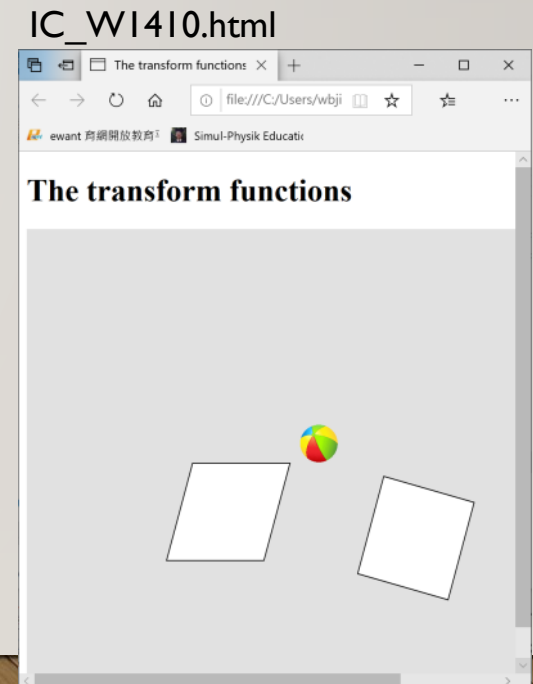 IC_W1410.html
The transform functions
file:///C:/Users/wbji
ewant 育網開放教育 Simul-Physik Educatic
The transform functions